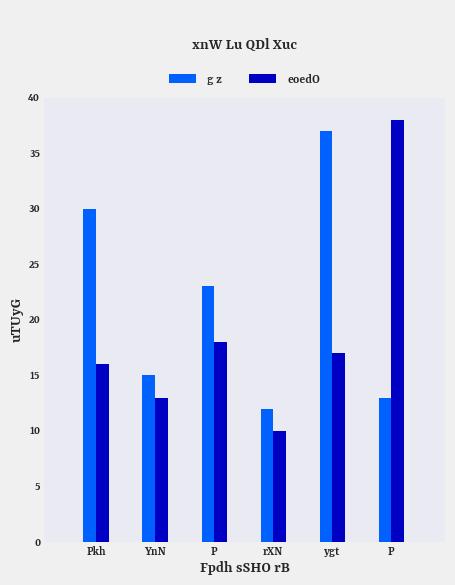 xnW Lu QDl Xuc
g z eoedO
40
35
30
25
20
15
10
5
0
uTUyG
Pkh YnN P rXN ygt P
Fpdh sSHO rB